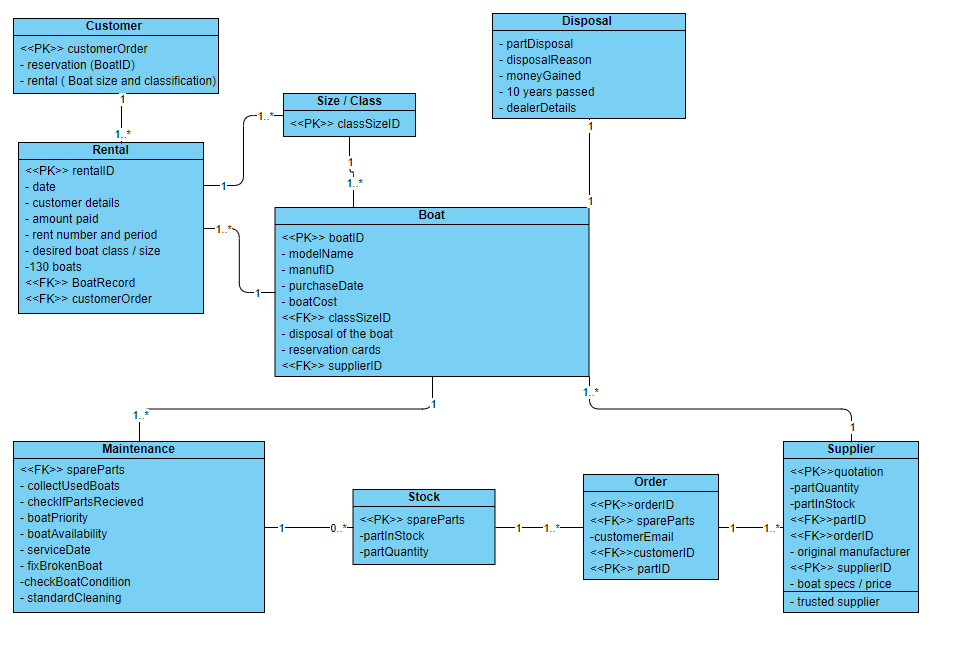 Customer
<<PK>> customerOrder
- reservation (BoatID)
- rental ( Boat size and classification)
1
1..*
Rental
<<PK>> rentalID
- date
- customer details
- amount paid
- rent number and period
- desired boat class / size
-130 boats
<<FK>> BoatRecord
<<FK>> customerOrder
1
1..*
1..*
1
Size / Class
<<PK>> classSizeID
1
1..*
Disposal
- partDisposal
- disposalReason
- moneyGained
- 10 years passed
- dealerDetails
1
1
Boat
<<PK>> boatID
- modelName
- manufID
- purchaseDate
- boatCost
<<FK>> classSizeID
- disposal of the boat
- reservation cards
<<FK>> supplierID
1
1..*
1..*
1
Maintenance
<<FK>> spareParts
- collectUsedBoats
- checkIfPartsRecieved
- boatPriority
- boatAvailability
- serviceDate
- fixBrokenBoat
-checkBoatCondition
- standardCleaning
1
0..*
Stock
<<PK>> spareParts
-partInStock
-partQuantity
1
1..*
Order
<<PK>>orderID
<<FK>> spareParts
-customerEmail
<<FK>>customerID
<<PK>> partID
1
1..*
Supplier
<<PK>>quotation
-partQuantity
-partInStock
<<FK>>partID
<<FK>>orderID
- original manufacturer
<<PK>> supplierID
- boat specs / price
- trusted supplier